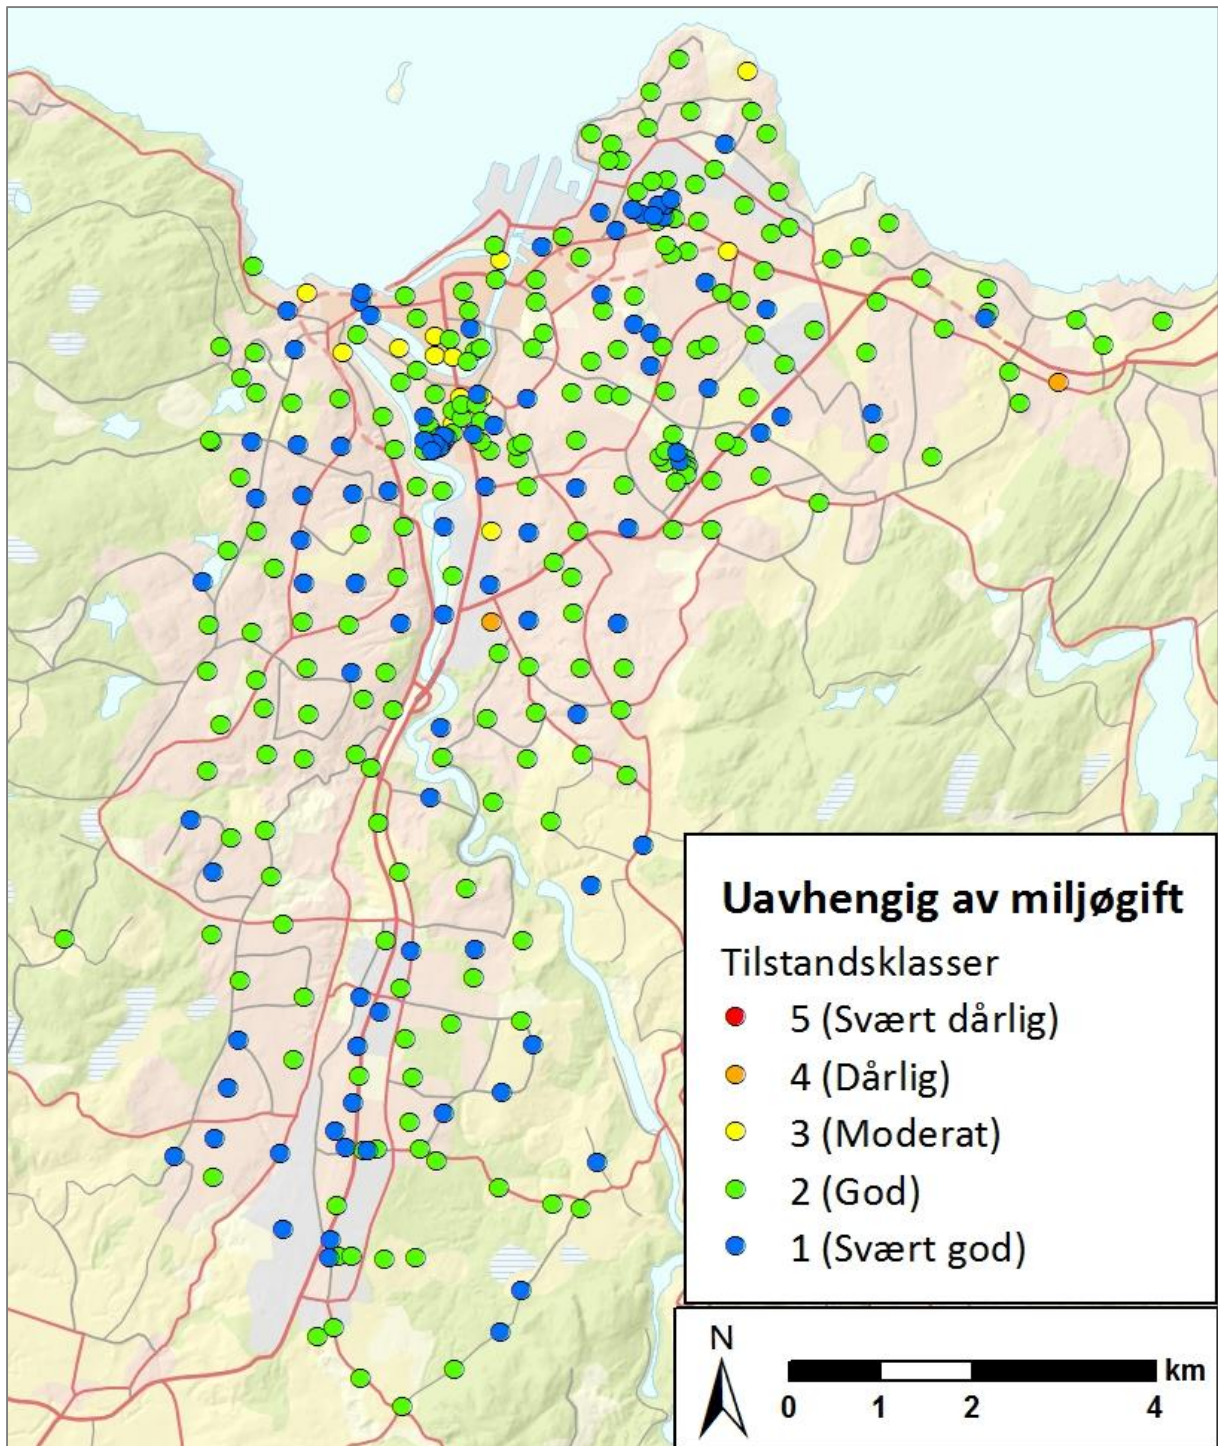 Uavhengig av miljøgift
Tilstandsklasser
5 (Svært dårlig)
4 (Dårlig)
3 (Moderat)
2 (God)
1 (Svært god)
N
km
0 1 2 4